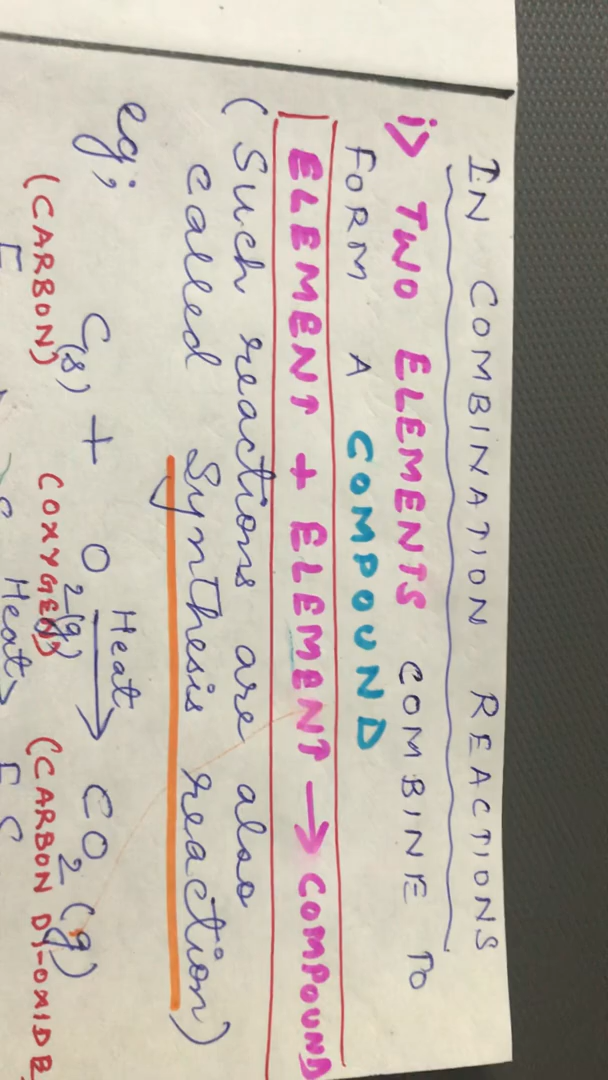 IN COMBINATION REACTIONS
i> TWO ELEMENTS COMBINE TO
FORM A COMPOUND
ELEMENT + ELEMENT → COMPOUND
(Such reactions are also
called Synthesis reaction)
eg; C(s) + O2(g) Heat→ CO2(g)
(CARBON) (OXYGEN) (CARBON DI-OXIDE
Heat>